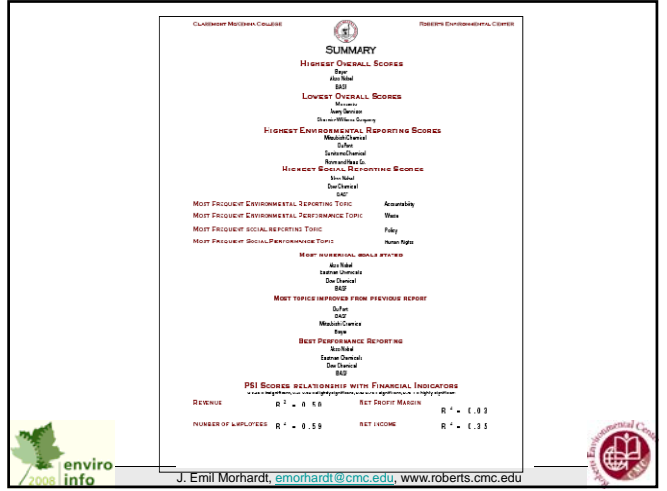 CLAREMONT MCKENNA COLLEGE ROBERTS ENVIRONMENTAL CENTER
SUMMARY
HIGHEST OVERALL SCORES
Bayer
Akzo Nobel
BASF
LOWEST OVERALL SCORES
Monsanto
Avery Dennison
Sherwin-Williams Company
HIGHEST ENVIRONMENTAL REPORTING SCORES
Mitsubishi Chemical
DuPont
Sumitomo Chemical
Rohm and Haas Co.
HIGHEST SOCIAL REPORTING SCORES
Akzo Nobel
Dow Chemical
BASF
MOST FREQUENT ENVIRONMENTAL REPORTING TOPIC Accountability
MOST FREQUENT ENVIRONMENTAL PERFORMANCE TOPIC Waste
MOST FREQUENT SOCIAL REPORTING TOPIC Policy
MOST FREQUENT SOCIAL PERFORMANCE TOPIC Human Rights
MOST NUMERICAL GOALS STATED
Akzo Nobel
Eastman Chemicals
Dow Chemical
BASF
MOST TOPICS IMPROVED FROM PREVIOUS REPORT
DuPont
BASF
Mitsubishi Chemical
Bayer
BEST PERFORMANCE REPORTING
Akzo Nobel
Eastman Chemicals
Dow Chemical
BASF
PSI SCORES RELATIONSHIP WITH FINANCIAL INDICATORS
REVENUE R² = 0.50 NET PROFIT MARGIN R² = 0.03
NUMBER OF EMPLOYEES R² = 0.59 NET INCOME R² = 0.35
enviro
2008 info
J. Emil Morhardt, emorhardt@cmc.edu, www.roberts.cmc.edu
Roberts Environmental Center